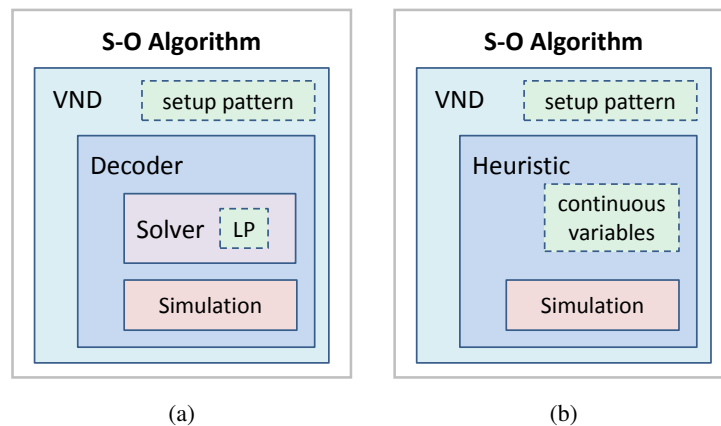 S-O Algorithm
VND
setup pattern
Decoder
Solver
LP
Simulation
(a)
S-O Algorithm
VND
setup pattern
Heuristic
continuous
variables
Simulation
(b)